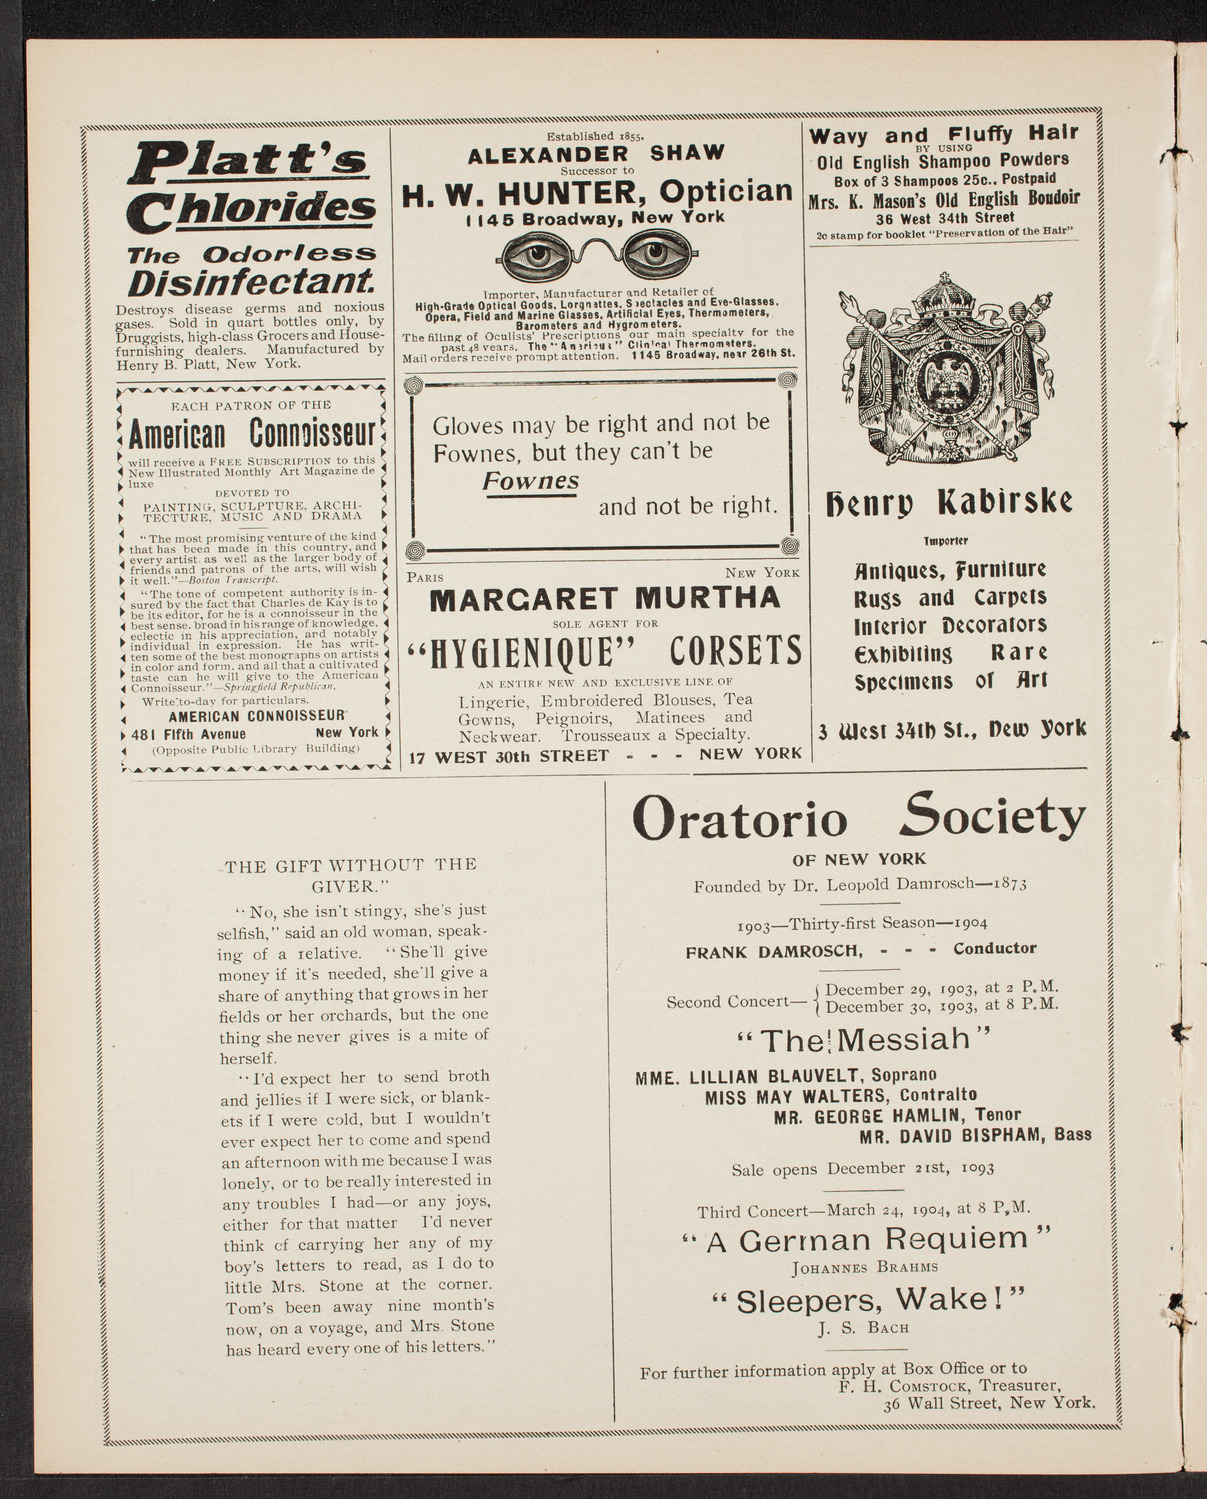 Platt's
Chlorides
The Odorless
Disinfectant.
Destroys disease germs and noxious
gases. Sold in quart bottles only, by
Druggists, high-class Grocers and House-
furnishing dealers. Manufactured by
Henry B. Platt, New York.
EACH PATRON OF THE
American Connoisseur
will receive a FREE SUBSCRIPTION to this
New Illustrated Monthly Art Magazine de
luxe
DEVOTED TO
PAINTING, SCULPTURE, ARCHI-
TECTURE, MUSIC AND DRAMA
"The most promising venture of the kind
that has been made in this country, and
every artist. as well as the larger body of
friends and patrons of the arts, will wish
it well."—Boston Transcript.
"The tone of competent authority is in-
sured by the fact that Charles de Kay is to
be its editor, for he is a connoisseur in the
best sense, broad in his range of knowledge,
eclectic in his appreciation, and notably
individual in expression. He has writ-
ten some of the best monographs on artists
in color and form, and all that a cultivated
taste can he will give to the American
Connoisseur."—Springfield Republican.
Write to-day for particulars.
AMERICAN CONNOISSEUR
481 Fifth Avenue New York
(Opposite Public Library Building)
Established 1855.
ALEXANDER SHAW
Successor to
H. W. HUNTER, Optician
1145 Broadway, New York
Importer, Manufacturer and Retailer of
High-Grade Optical Goods, Lorgnattes, Spectacles and Eye-Glasses,
Opera, Field and Marine Glasses, Artificial Eyes, Thermometers,
Barometers and Hygrometers.
The filling of Oculists' Prescriptions our main specialty for the
past 48 years. The "Americus" Clinical Thermometers.
Mail orders receive prompt attention. 1145 Broadway, near 26th St.
Gloves may be right and not be
Fownes, but they can't be
Fownes
and not be right.
PARIS NEW YORK
MARGARET MURTHA
SOLE AGENT FOR
"HYGIENIQUE" CORSETS
AN ENTIRE NEW AND EXCLUSIVE LINE OF
Lingerie, Embroidered Blouses, Tea
Gowns, Peignoirs, Matinees and
Neckwear. Trousseaux a Specialty.
17 WEST 30th STREET - - - NEW YORK
Wavy and Fluffy Hair
BY USING
Old English Shampoo Powders
Box of 3 Shampoos 25c., Postpaid
Mrs. K. Mason's Old English Boudoir
36 West 34th Street
2c stamp for booklet "Preservation of the Hair"
Henry Kabirske
Importer
Antiques, Furniture
Rugs and Carpets
Interior Decorators
Exhibiting Rare
Specimens of Art
3 West 34th St., New York
THE GIFT WITHOUT THE
GIVER."
"No, she isn't stingy, she's just
selfish," said an old woman, speak-
ing of a relative. "She'll give
money if it's needed, she'll give a
share of anything that grows in her
fields or her orchards, but the one
thing she never gives is a mite of
herself.
"I'd expect her to send broth
and jellies if I were sick, or blank-
ets if I were cold, but I wouldn't
ever expect her to come and spend
an afternoon with me because I was
lonely, or to be really interested in
any troubles I had—or any joys,
either for that matter I'd never
think of carrying her any of my
boy's letters to read, as I do to
little Mrs. Stone at the corner.
Tom's been away nine month's
now, on a voyage, and Mrs. Stone
has heard every one of his letters."
Oratorio Society
OF NEW YORK
Founded by Dr. Leopold Damrosch—1873
1903—Thirty-first Season—1904
FRANK DAMROSCH, - - - Conductor
Second Concert— { December 29, 1903, at 2 P.M.
December 30, 1903, at 8 P.M.
"The Messiah"
MME. LILLIAN BLAUVELT, Soprano
MISS MAY WALTERS, Contralto
MR. GEORGE HAMLIN, Tenor
MR. DAVID BISPHAM, Bass
Sale opens December 21st, 1093
Third Concert—March 24, 1904, at 8 P.M.
"A German Requiem"
JOHANNES BRAHMS
"Sleepers, Wake!"
J. S. BACH
For further information apply at Box Office or to
F. H. COMSTOCK, Treasurer,
36 Wall Street, New York.